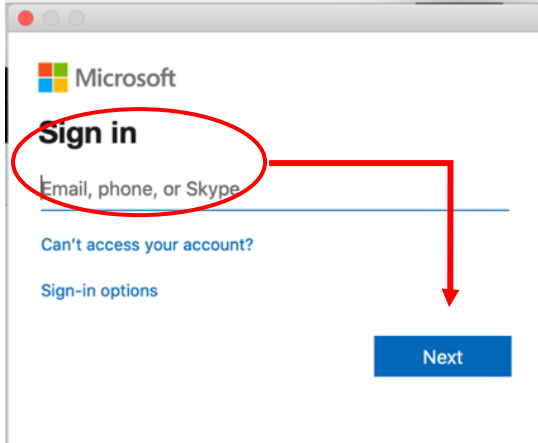 Microsoft
Sign in
Email, phone, or Skype
Can't access your account?
Sign-in options
Next